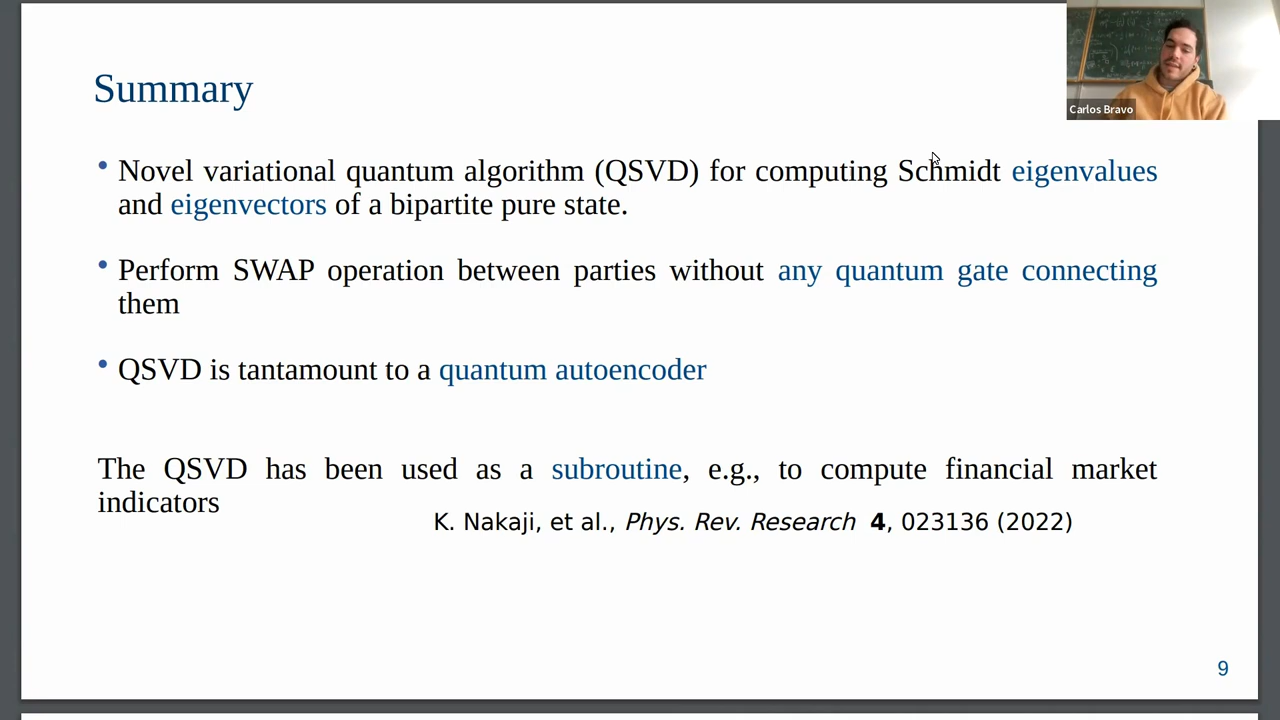 Summary
Carlos Bravo
• Novel variational quantum algorithm (QSVD) for computing Schmidt eigenvalues
and eigenvectors of a bipartite pure state.
• Perform SWAP operation between parties without any quantum gate connecting
them
• QSVD is tantamount to a quantum autoencoder
The QSVD has been used as a subroutine, e.g., to compute financial market
indicators
K. Nakaji, et al., Phys. Rev. Research 4, 023136 (2022)
9